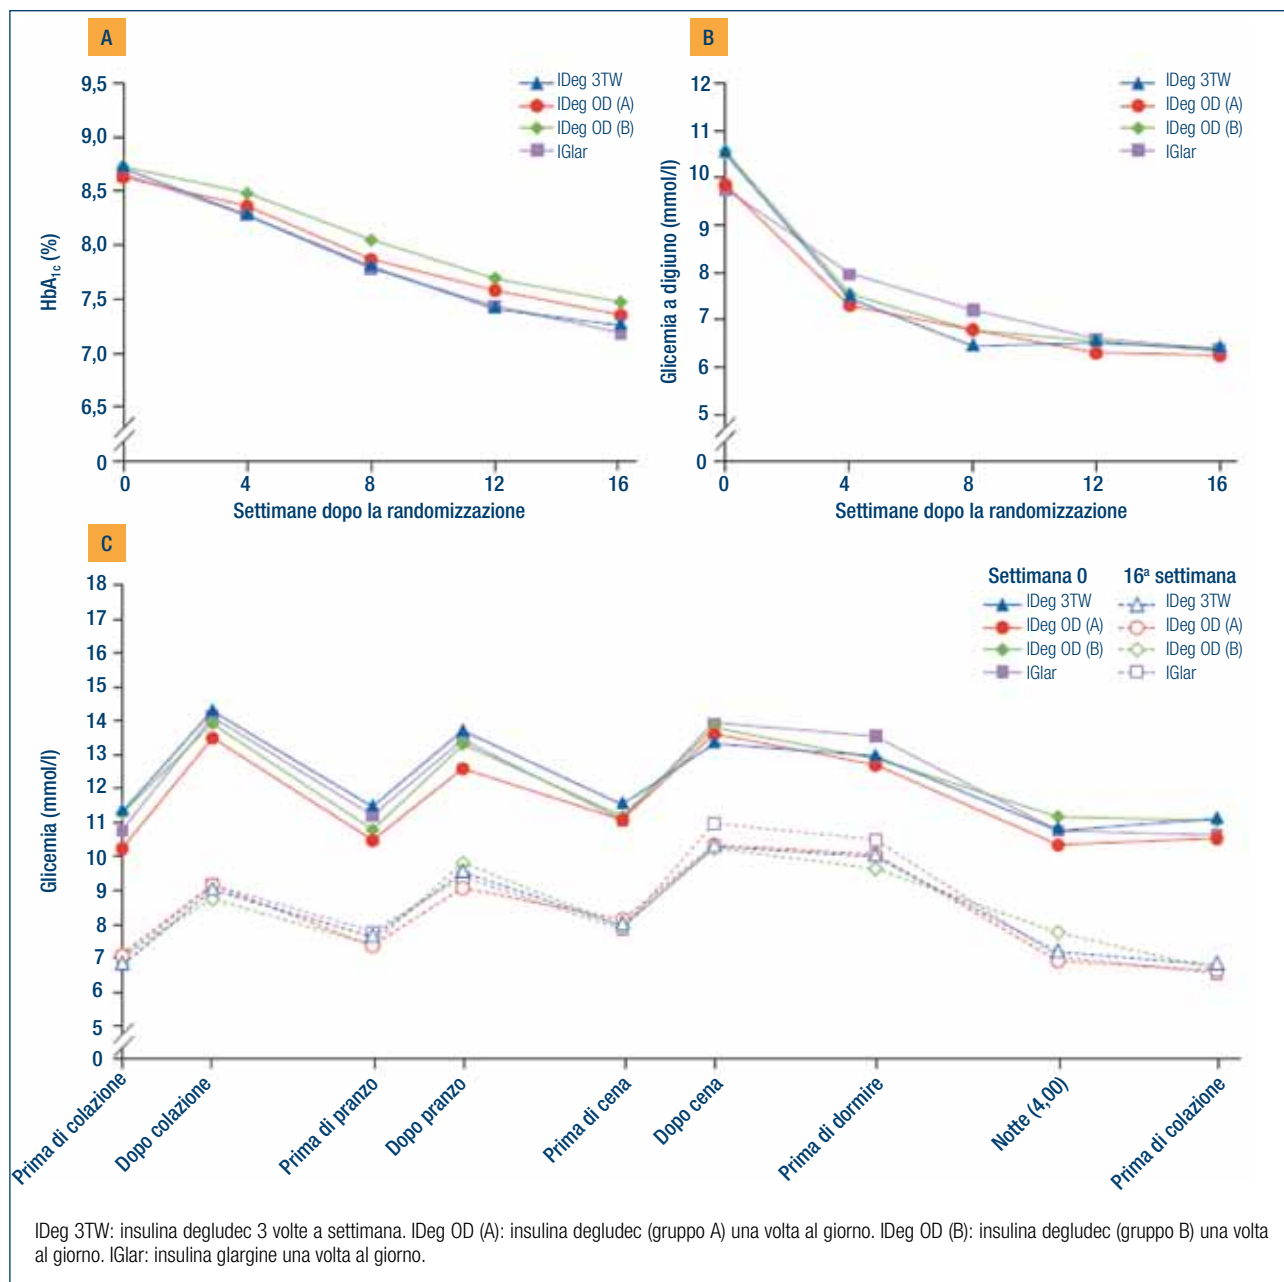 A
9,5
9,0
8,5
8,0
7,5
7,0
6,5
0
HbA1c (%)
0 4 8 12 16
Settimane dopo la randomizzazione
IDeg 3TW
IDeg OD (A)
IDeg OD (B)
IGlar
B
12
11
10
9
8
7
6
5
0
Glicemia a digiuno (mmol/l)
0 4 8 12 16
Settimane dopo la randomizzazione
IDeg 3TW
IDeg OD (A)
IDeg OD (B)
IGlar
C
18
17
16
15
14
13
12
11
10
9
8
7
6
5
0
Glicemia (mmol/l)
Settimana 0 16ª settimana
IDeg 3TW IDeg 3TW
IDeg OD (A) IDeg OD (A)
IDeg OD (B) IDeg OD (B)
IGlar IGlar
Prima di colazione
Dopo colazione
Prima di pranzo
Dopo pranzo
Prima di cena
Dopo cena
Prima di dormire
Notte (4,00)
Prima di colazione
IDeg 3TW: insulina degludec 3 volte a settimana. IDeg OD (A): insulina degludec (gruppo A) una volta al giorno. IDeg OD (B): insulina degludec (gruppo B) una volta
al giorno. IGlar: insulina glargine una volta al giorno.